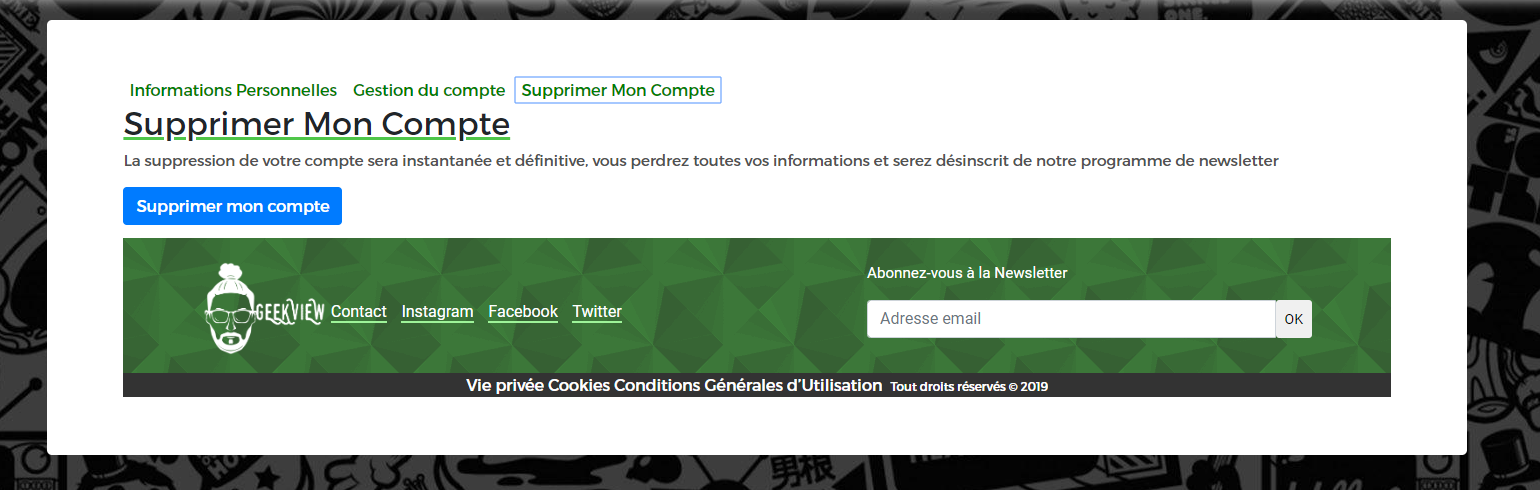 Informations Personnelles Gestion du compte Supprimer Mon Compte
Supprimer Mon Compte
La suppression de votre compte sera instantanée et définitive, vous perdrez toutes vos informations et serez désinscrit de notre programme de newsletter
Supprimer mon compte
Abonnez-vous à la Newsletter
GEEKVIEW Contact Instagram Facebook Twitter
Adresse email OK
Vie privée Cookies Conditions Générales d’Utilisation Tout droits réservés © 2019
男根